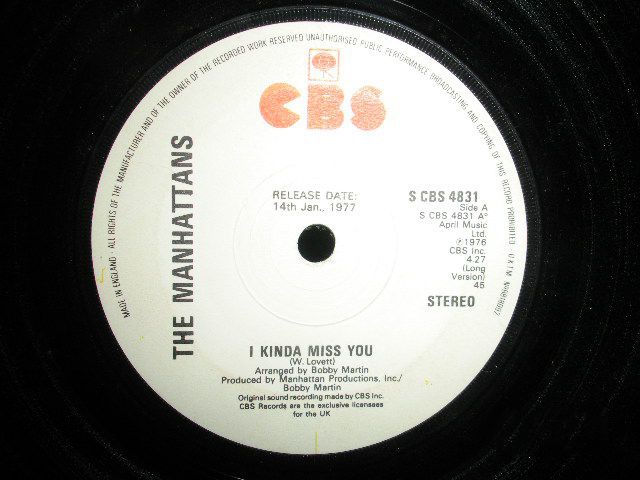 MADE IN ENGLAND · ALL RIGHTS OF THE MANUFACTURER AND OF THE OWNER OF THE RECORDED WORK RESERVED UNAUTHORISED PUBLIC PERFORMANCE BROADCASTING AND COPYING OF THIS RECORD PROHIBITED
CBS
THE MANHATTANS
RELEASE DATE:
14th Jan., 1977
S CBS 4831
Side A
S CBS 4831 A°
April Music
Ltd.
℗1976
CBS Inc.
4.27
(Long
Version)
45
STEREO
I KINDA MISS YOU
(W. Lovett)
Arranged by Bobby Martin
Produced by Manhattan Productions, Inc./
Bobby Martin
Original sound recording made by CBS Inc.
CBS Records are the exclusive licensees
for the UK